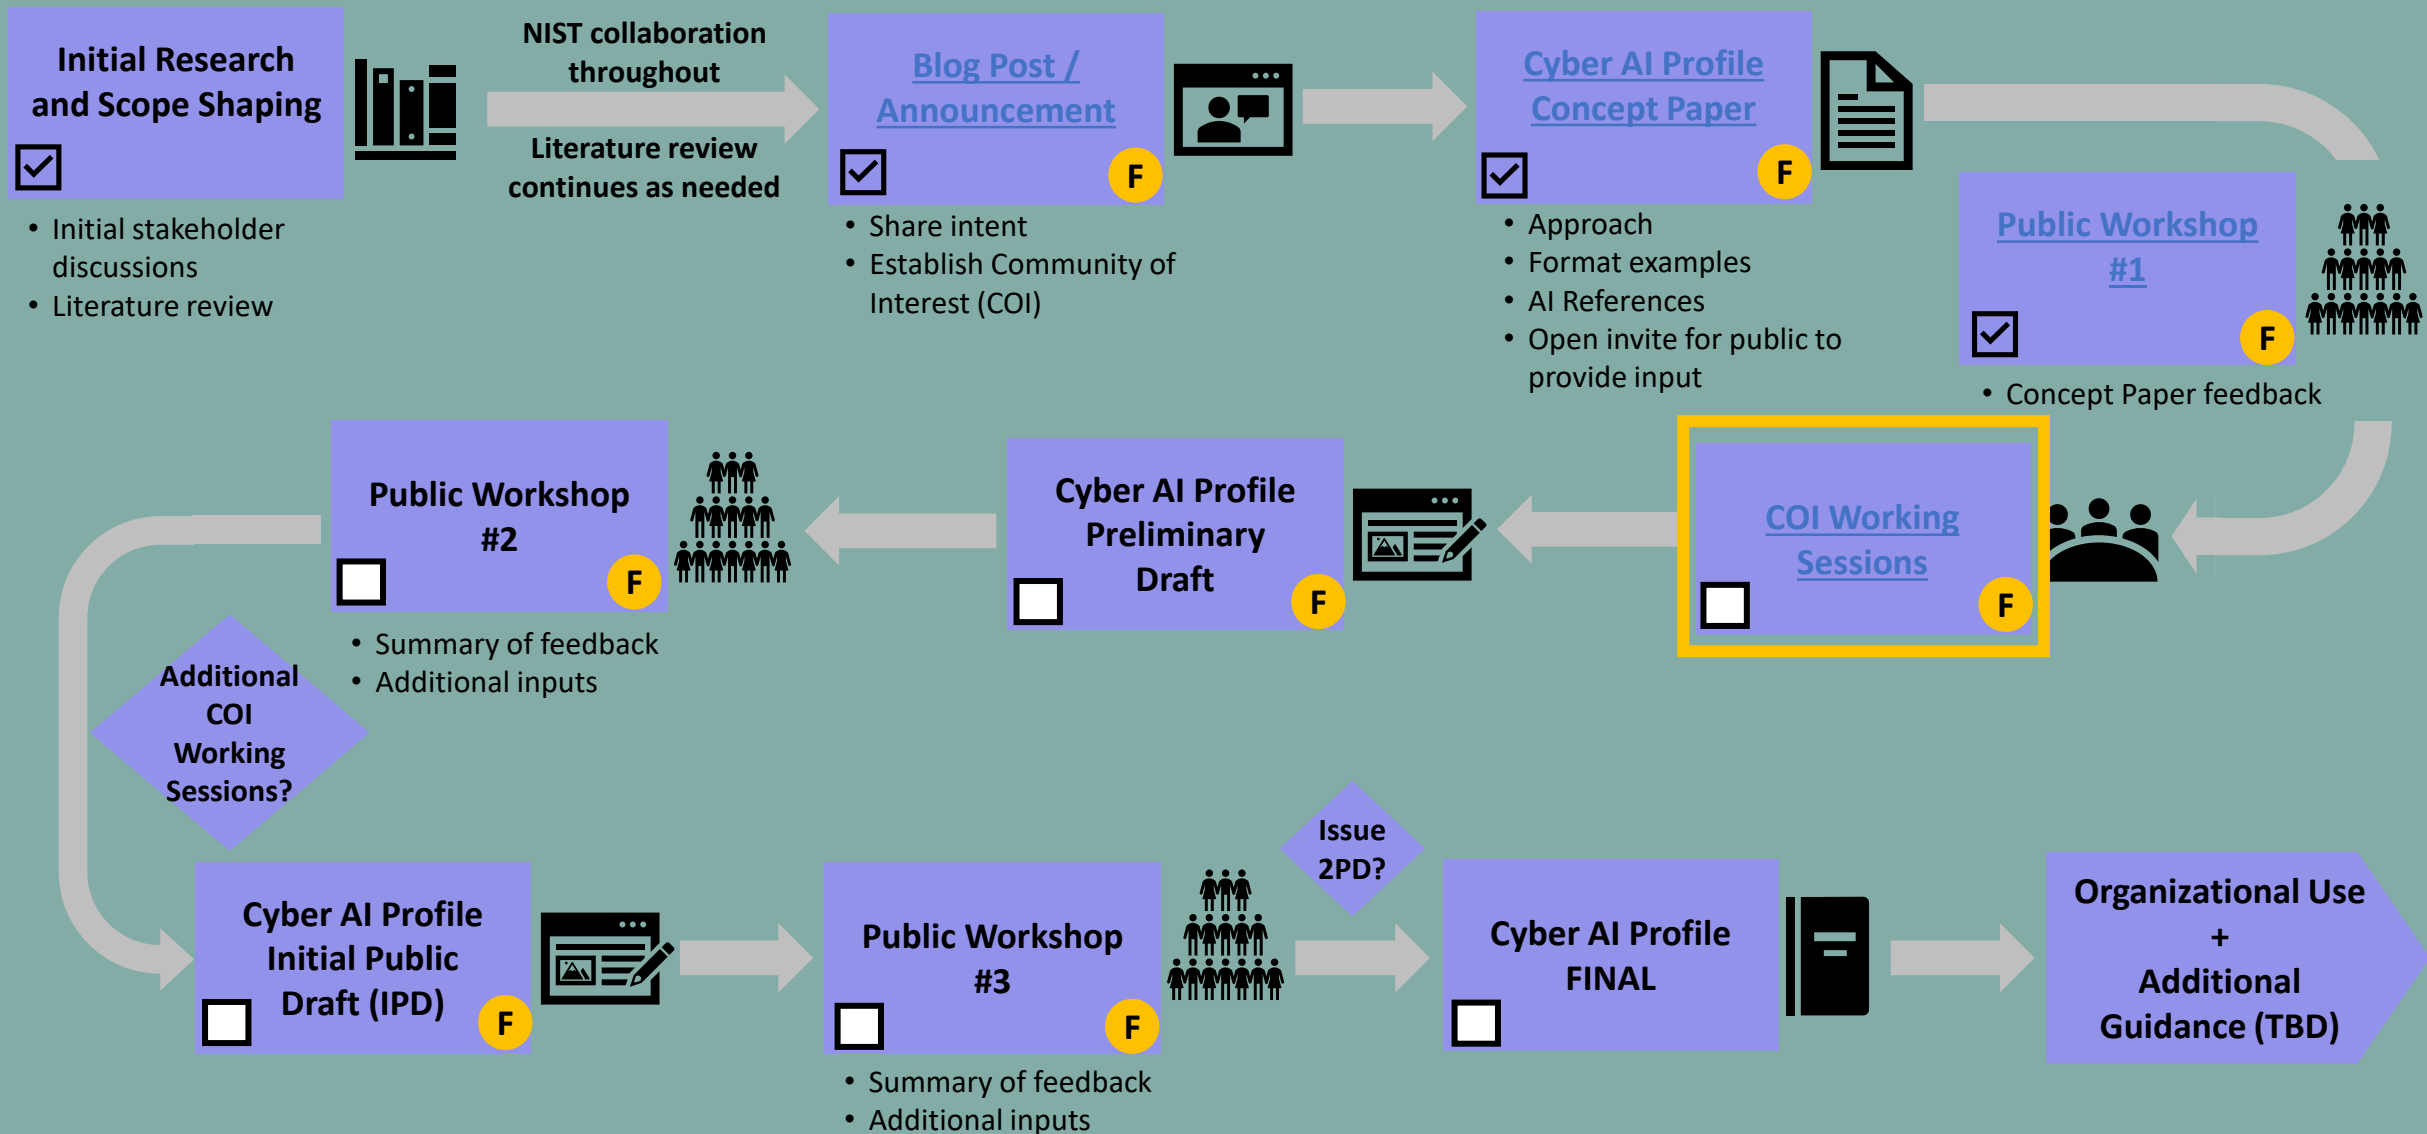 Initial Research
and Scope Shaping
• Initial stakeholder
discussions
• Literature review
NIST collaboration
throughout
Literature review
continues as needed
Blog Post /
Announcement
F
• Share intent
• Establish Community of
Interest (COI)
Cyber AI Profile
Concept Paper
F
• Approach
• Format examples
• AI References
• Open invite for public to
provide input
Public Workshop
#1
F
• Concept Paper feedback
COI Working
Sessions
F
Cyber AI Profile
Preliminary
Draft
F
Public Workshop
#2
F
• Summary of feedback
• Additional inputs
Additional
COI
Working
Sessions?
Cyber AI Profile
Initial Public
Draft (IPD)
F
Public Workshop
#3
F
• Summary of feedback
• Additional inputs
Issue
2PD?
Cyber AI Profile
FINAL
Organizational Use
+
Additional
Guidance (TBD)